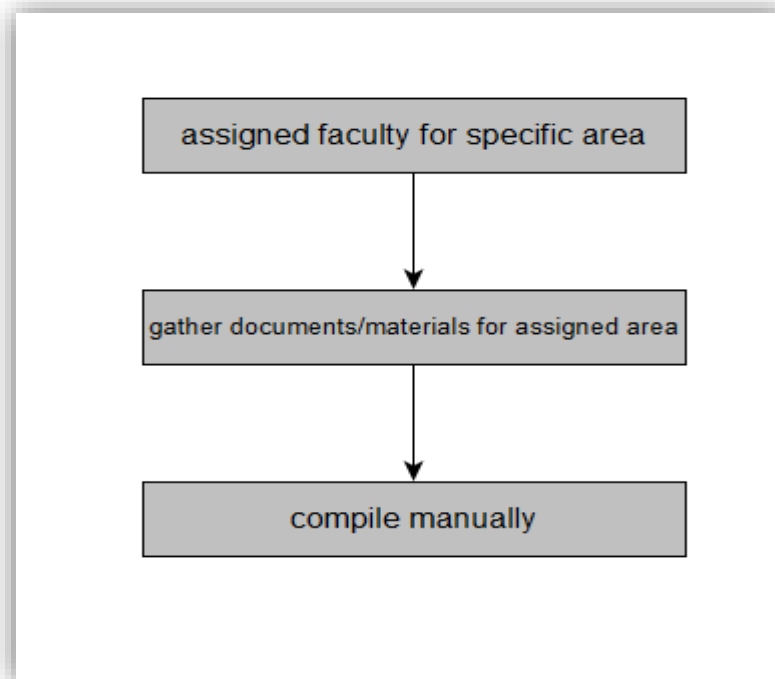 assigned faculty for specific area
gather documents/materials for assigned area
compile manually